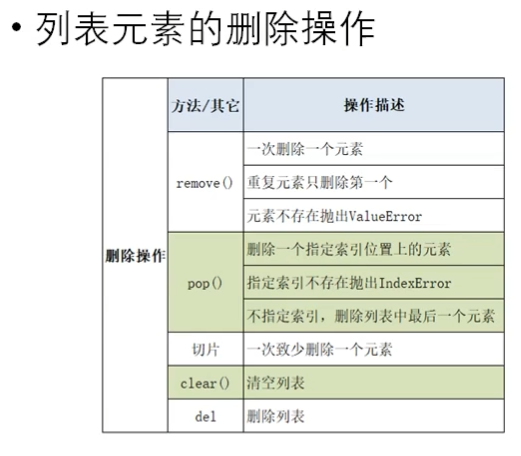 • 列表元素的删除操作
方法/其它 操作描述
删除操作
remove()
一次删除一个元素
重复元素只删除第一个
元素不存在抛出ValueError
pop()
删除一个指定索引位置上的元素
指定索引不存在抛出IndexError
不指定索引，删除列表中最后一个元素
切片 一次致少删除一个元素
clear() 清空列表
del 删除列表